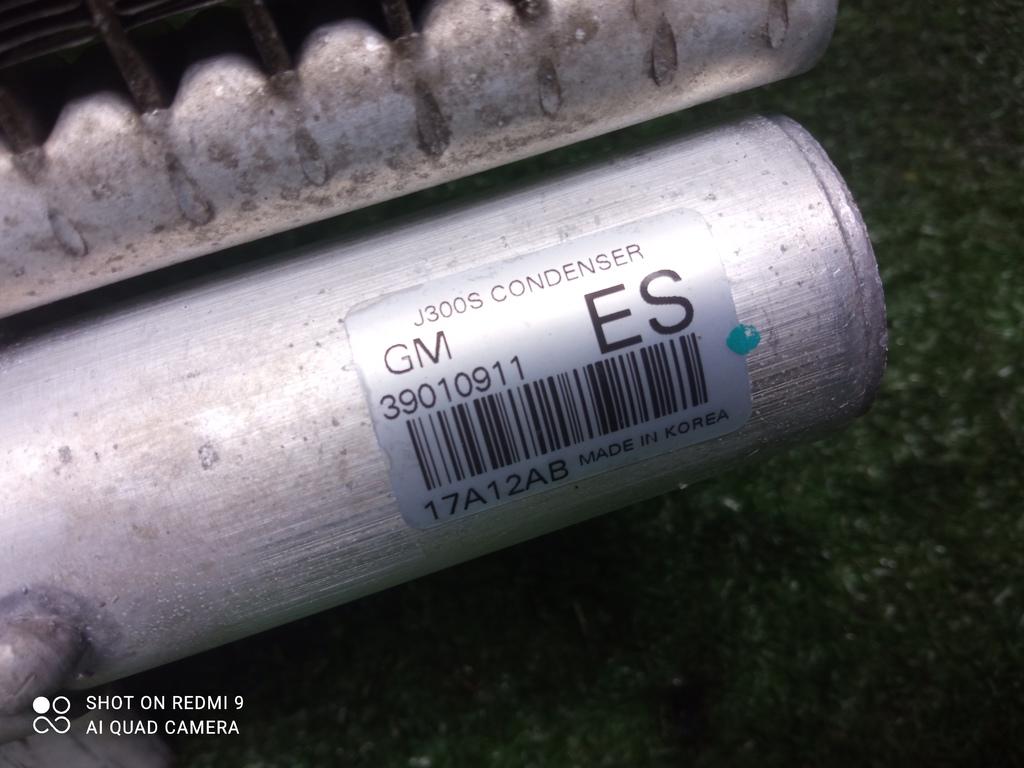 J300S CONDENSER
GM ES
39010911
17A12AB MADE IN KOREA
SHOT ON REDMI 9
AI QUAD CAMERA